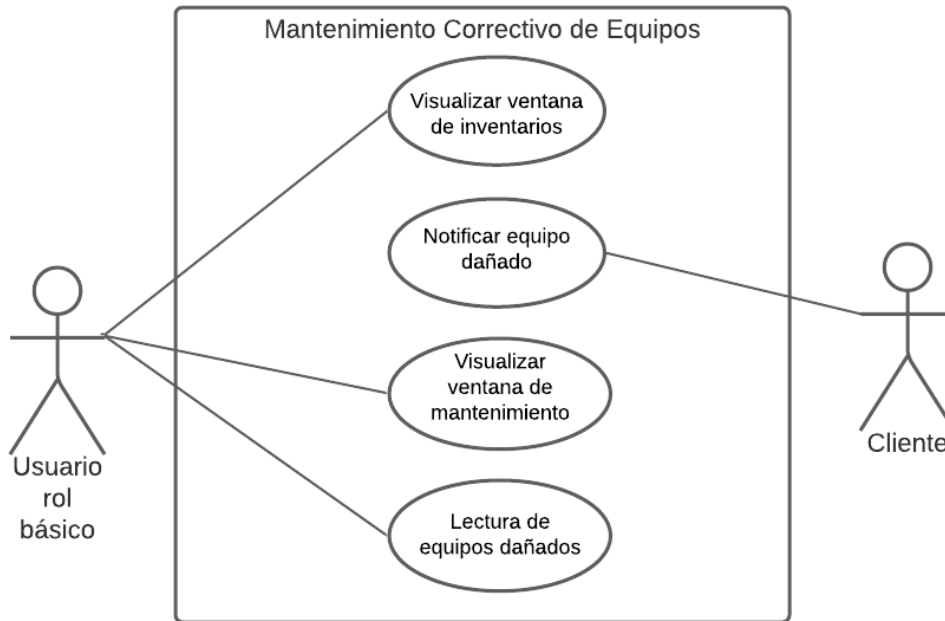 Mantenimiento Correctivo de Equipos
Visualizar ventana
de inventarios
Notificar equipo
dañado
Visualizar
ventana de
mantenimiento
Lectura de
equipos dañados
Usuario
rol
básico
Cliente